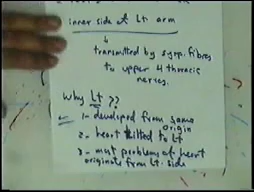 inner side of Lt. arm
transmitted by symp. fibres
to upper 4 thoracic
nerves.
Why Lt ??
1- developed from same
origin
2- heart tilted to Lt
3- most problems of heart
originate from Lt. side